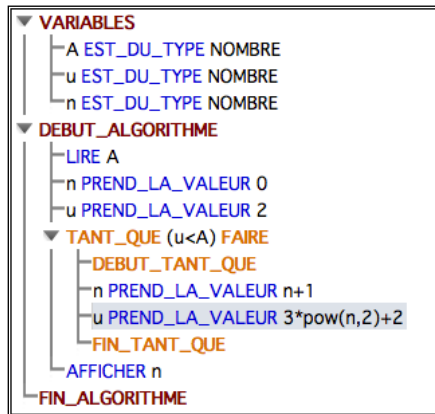 VARIABLES
A EST_DU_TYPE NOMBRE
u EST_DU_TYPE NOMBRE
n EST_DU_TYPE NOMBRE
DEBUT_ALGORITHME
LIRE A
n PREND_LA_VALEUR 0
u PREND_LA_VALEUR 2
TANT_QUE (u<A) FAIRE
DEBUT_TANT_QUE
n PREND_LA_VALEUR n+1
u PREND_LA_VALEUR 3*pow(n,2)+2
FIN_TANT_QUE
AFFICHER n
FIN_ALGORITHME